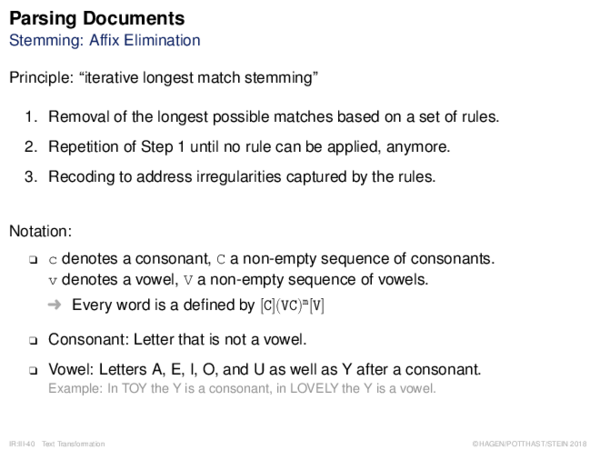 Parsing Documents
Stemming: Affix Elimination
Principle: “iterative longest match stemming”
1. Removal of the longest possible matches based on a set of rules.
2. Repetition of Step 1 until no rule can be applied, anymore.
3. Recoding to address irregularities captured by the rules.
Notation:
❑ c denotes a consonant, C a non-empty sequence of consonants.
v denotes a vowel, V a non-empty sequence of vowels.
➜ Every word is a defined by [C](VC)ᵐ[V]
❑ Consonant: Letter that is not a vowel.
❑ Vowel: Letters A, E, I, O, and U as well as Y after a consonant.
Example: In TOY the Y is a consonant, in LOVELY the Y is a vowel.
IR:III-40 Text Transformation
©HAGEN/POTTHAST/STEIN 2018